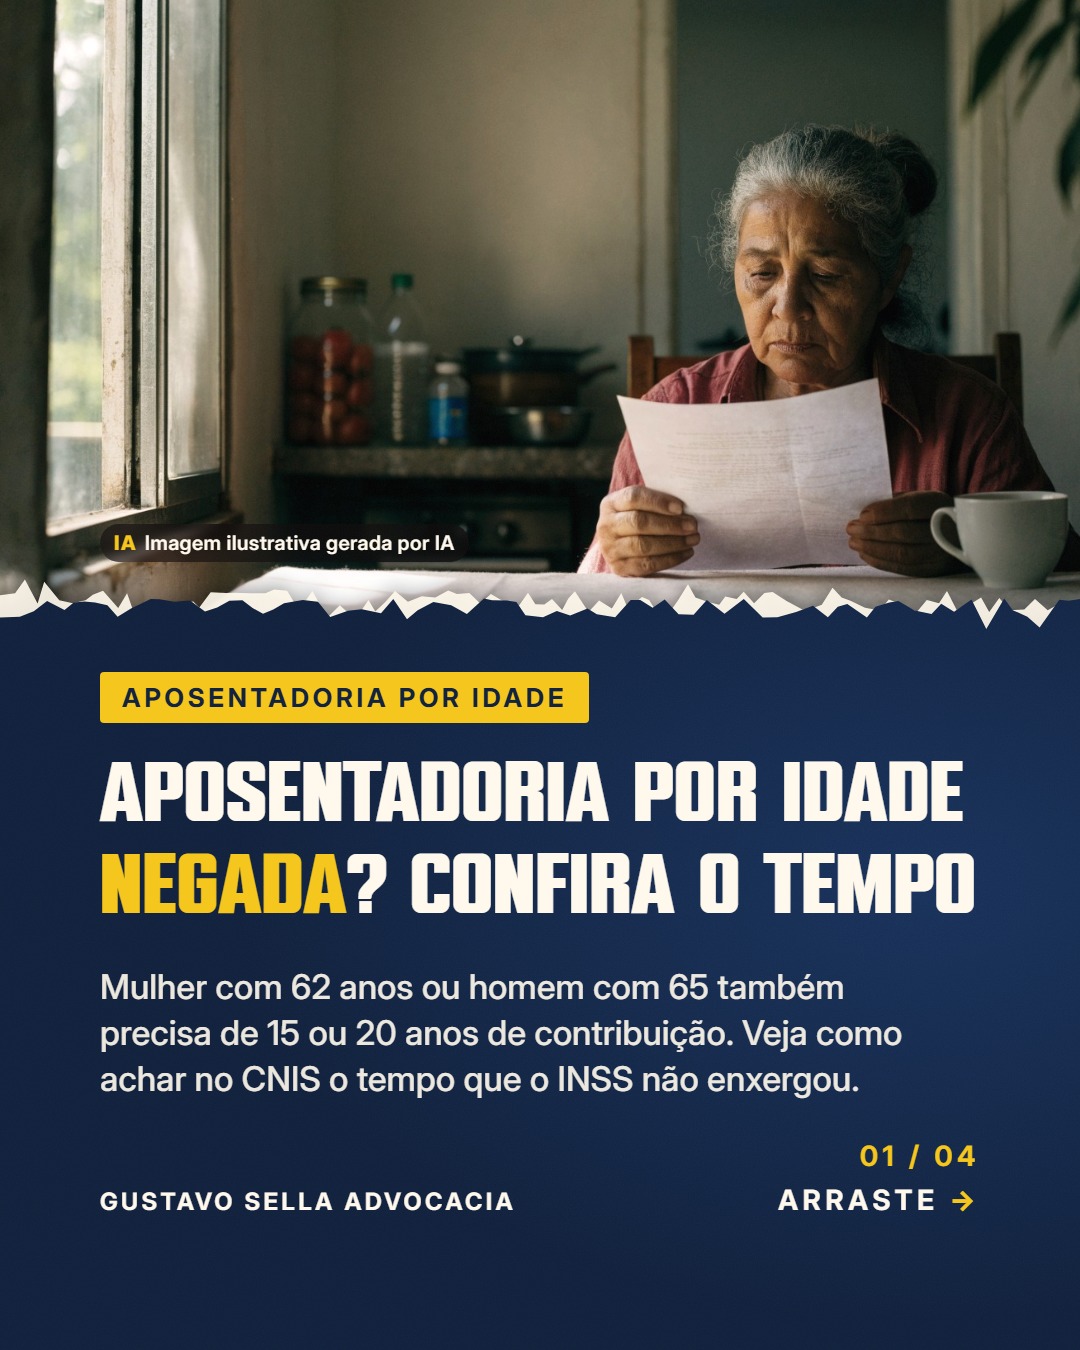 IA Imagem ilustrativa gerada por IA
APOSENTADORIA POR IDADE
APOSENTADORIA POR IDADE
NEGADA? CONFIRA O TEMPO
Mulher com 62 anos ou homem com 65 também
precisa de 15 ou 20 anos de contribuição. Veja como
achar no CNIS o tempo que o INSS não enxergou.
01 / 04
GUSTAVO SELLA ADVOCACIA
ARRASTE →